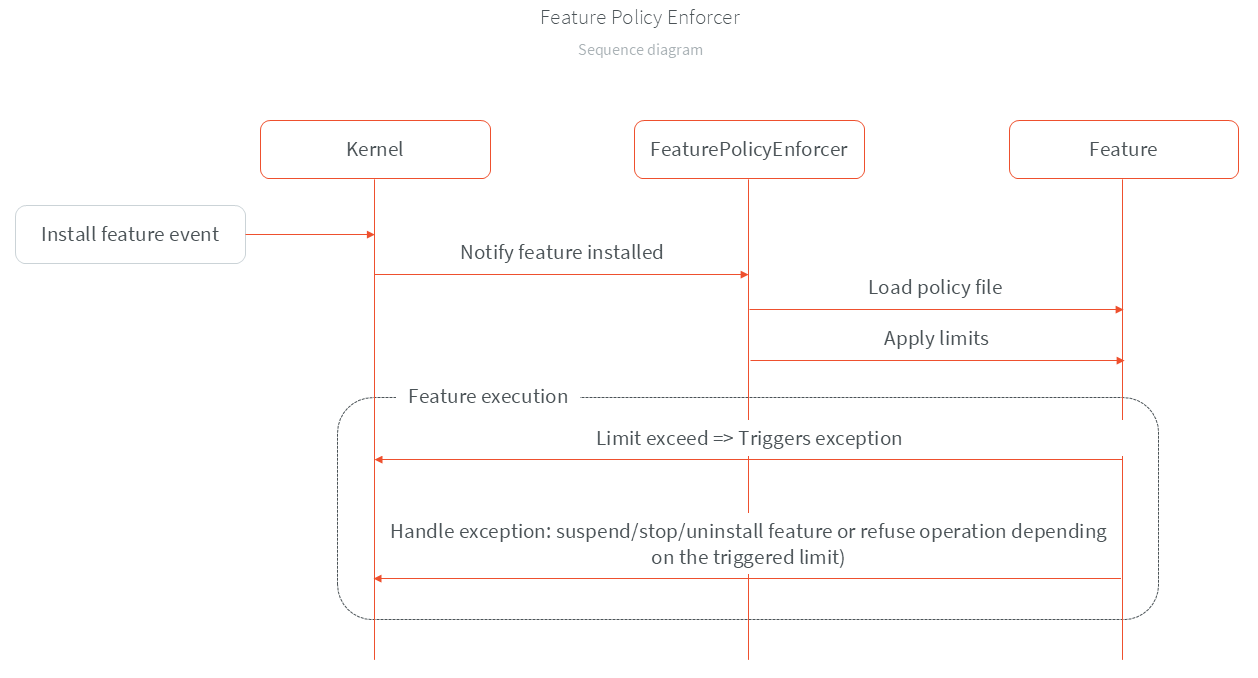 Feature Policy Enforcer
Sequence diagram
Kernel
FeaturePolicyEnforcer
Feature
Install feature event
Notify feature installed
Load policy file
Apply limits
Feature execution
Limit exceed => Triggers exception
Handle exception: suspend/stop/uninstall feature or refuse operation depending
on the triggered limit)